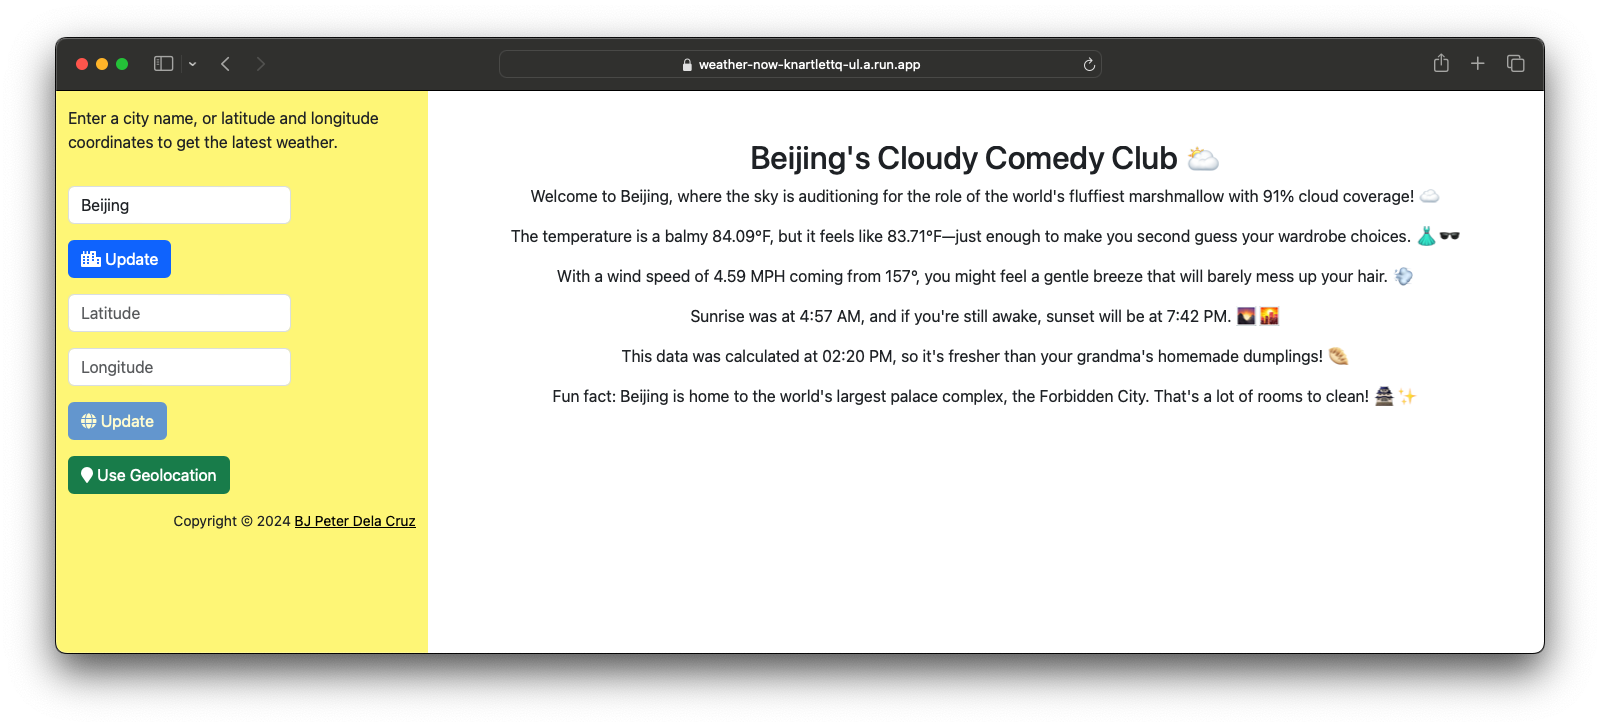 weather-now-knartlettq-ul.a.run.app
Enter a city name, or latitude and longitude
coordinates to get the latest weather.
Beijing
Update
Latitude
Longitude
Update
Use Geolocation
Copyright © 2024 BJ Peter Dela Cruz
Beijing's Cloudy Comedy Club 🌥️
Welcome to Beijing, where the sky is auditioning for the role of the world's fluffiest marshmallow with 91% cloud coverage! ☁️
The temperature is a balmy 84.09°F, but it feels like 83.71°F—just enough to make you second guess your wardrobe choices. 👗🕶️
With a wind speed of 4.59 MPH coming from 157°, you might feel a gentle breeze that will barely mess up your hair. 💨
Sunrise was at 4:57 AM, and if you're still awake, sunset will be at 7:42 PM. 🌄🌇
This data was calculated at 02:20 PM, so it's fresher than your grandma's homemade dumplings! 🥟
Fun fact: Beijing is home to the world's largest palace complex, the Forbidden City. That's a lot of rooms to clean! 🏯✨